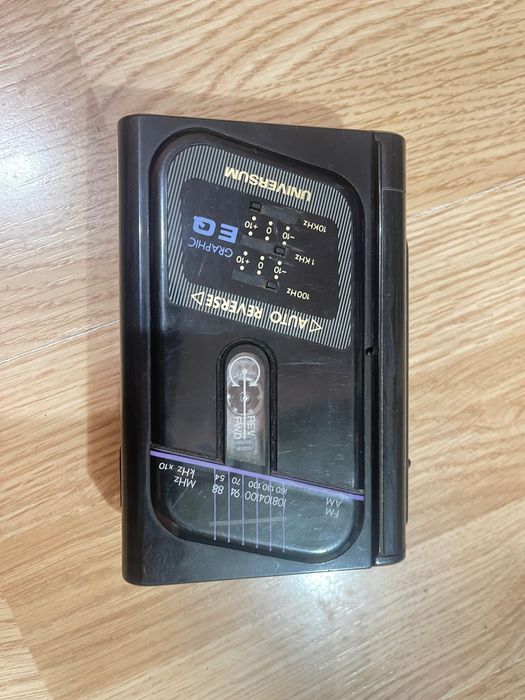 FM 108 104 100 94 88 MHz
AM 160 130 100 70 54 kHz x 10
FWD
REV
◁ AUTO REVERSE ▷
100Hz 1kHz 10kHz
-10 0 +10
-10 0 +10
GRAPHIC
EQ
UNIVERSUM